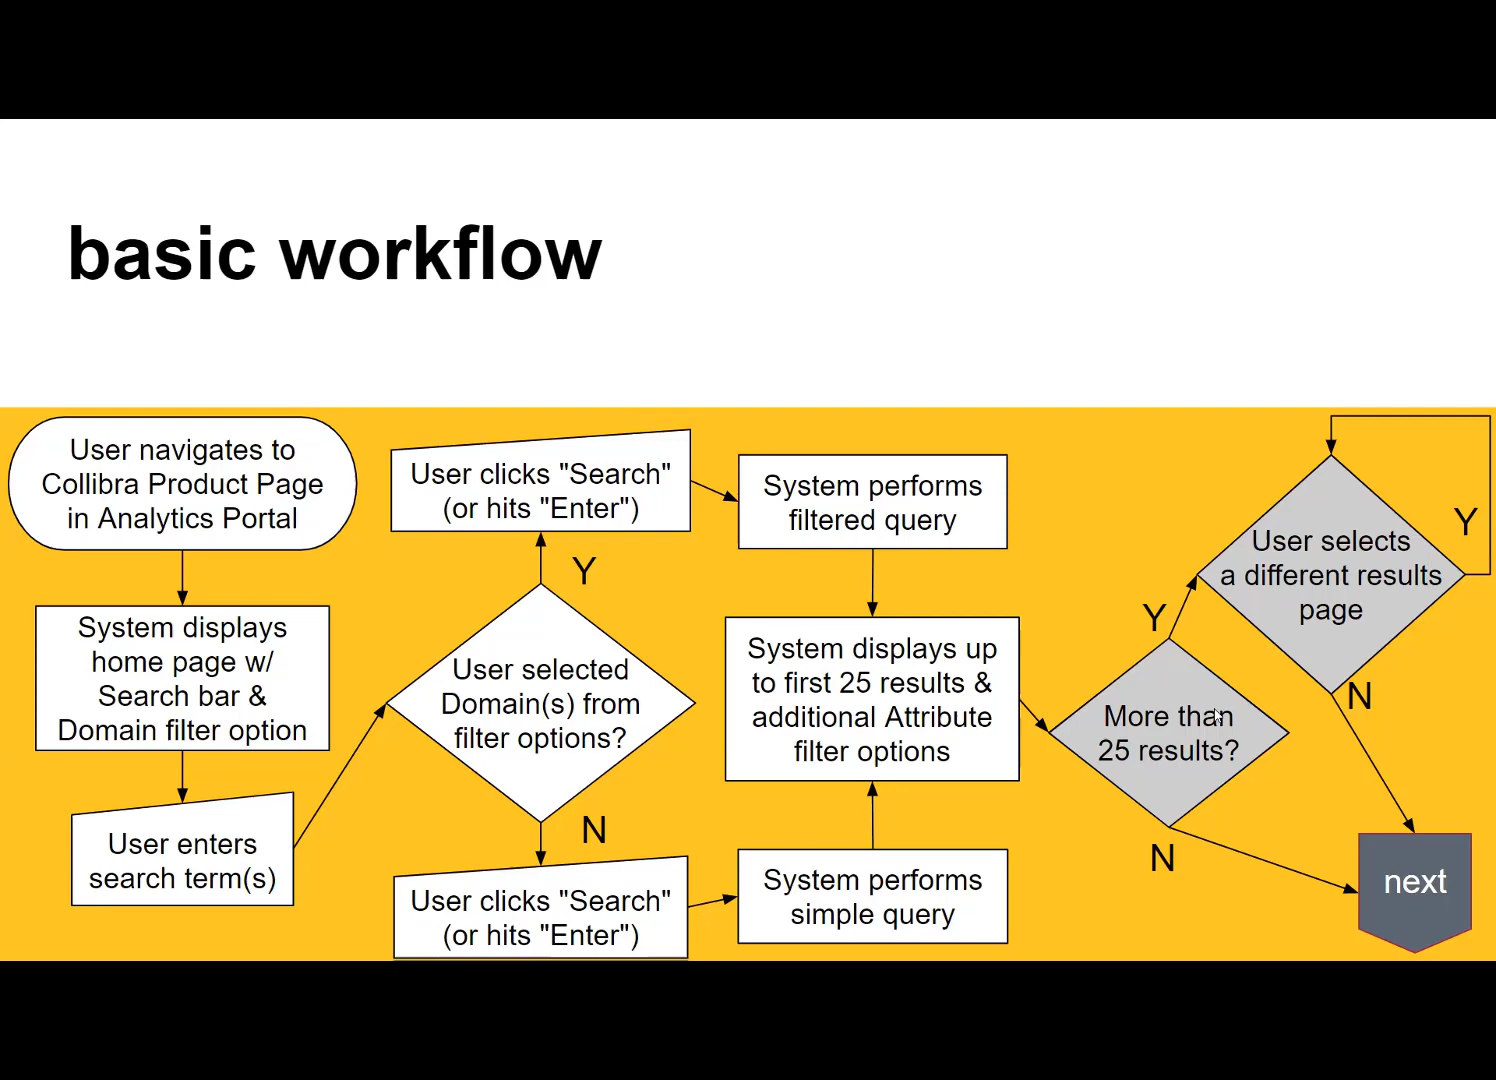 basic workflow
User navigates to
Collibra Product Page
in Analytics Portal
System displays
home page w/
Search bar &
Domain filter option
User enters
search term(s)
User clicks "Search"
(or hits "Enter")
Y
User selected
Domain(s) from
filter options?
N
User clicks "Search"
(or hits "Enter")
System performs
filtered query
System displays up
to first 25 results &
additional Attribute
filter options
System performs
simple query
More than
25 results?
Y
N
User selects
a different results
page
Y
N
next